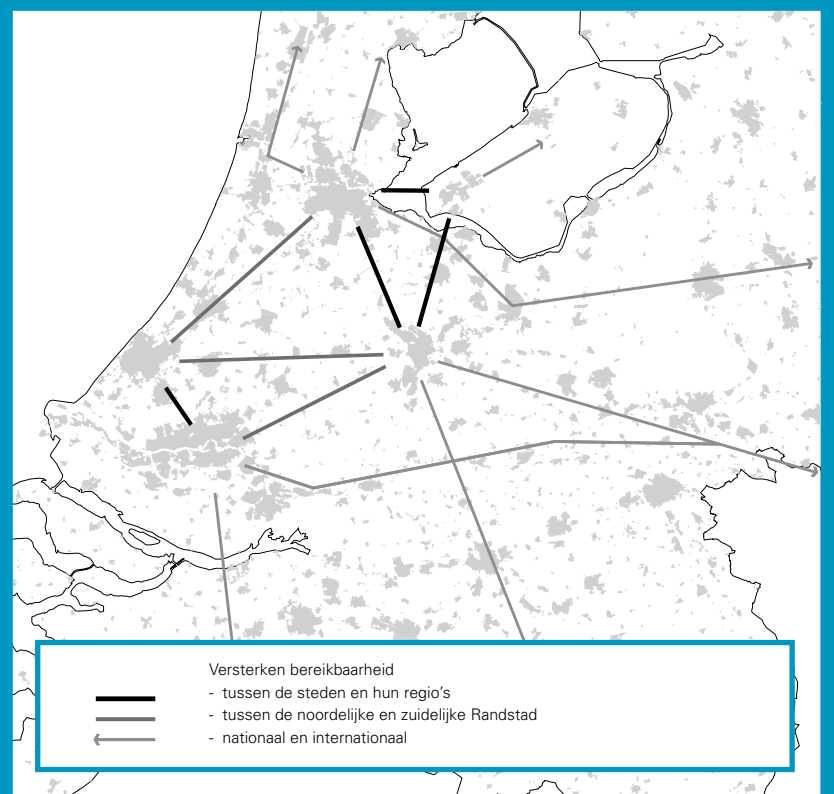 Versterken bereikbaarheid
- tussen de steden en hun regio's
- tussen de noordelijke en zuidelijke Randstad
- nationaal en internationaal